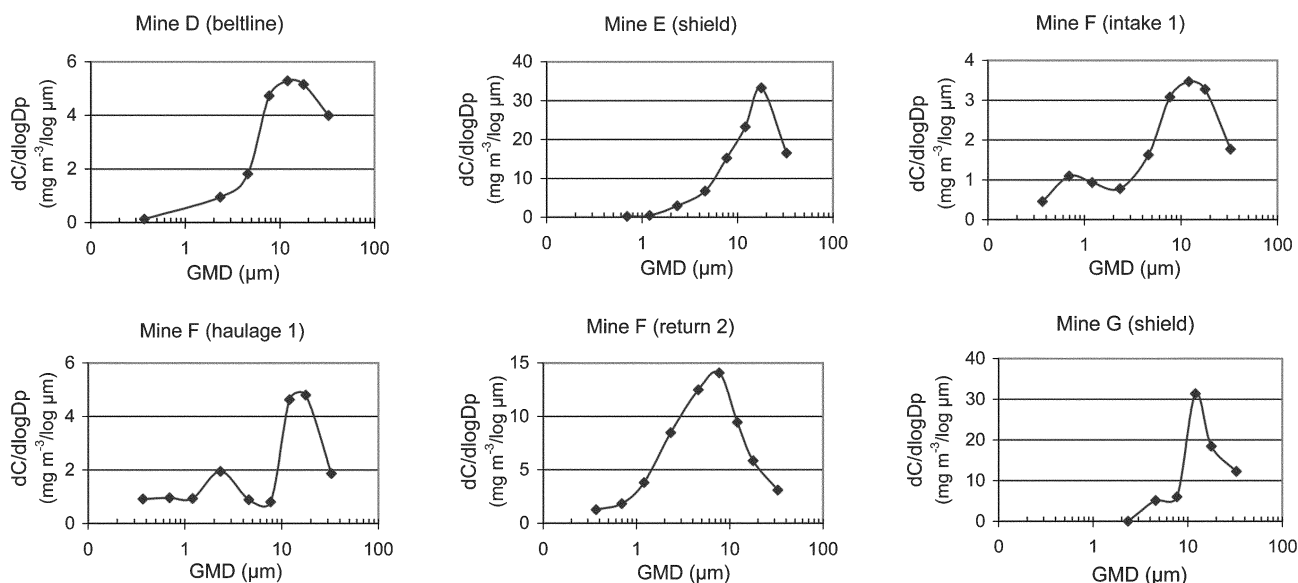 Mine D (beltline)
Mine E (shield)
Mine F (intake 1)
dC/dlogDp
(mg m⁻³/log μm)
6
4
2
0
0 1 10 100
GMD (μm)
dC/dlogDp
(mg m⁻³/log μm)
40
30
20
10
0
0 1 10 100
GMD (μm)
dC/dlogDp
(mg m⁻³/log μm)
4
3
2
1
0
0 1 10 100
GMD (μm)
Mine F (haulage 1)
Mine F (return 2)
Mine G (shield)
dC/dlogDp
(mg m⁻³/log μm)
6
4
2
0
0 1 10 100
GMD (μm)
dC/dlogDp
(mg m⁻³/log μm)
15
10
5
0
0 1 10 100
GMD (μm)
dC/dlogDp
(mg m⁻³/log μm)
40
30
20
10
0
0 1 10 100
GMD (μm)